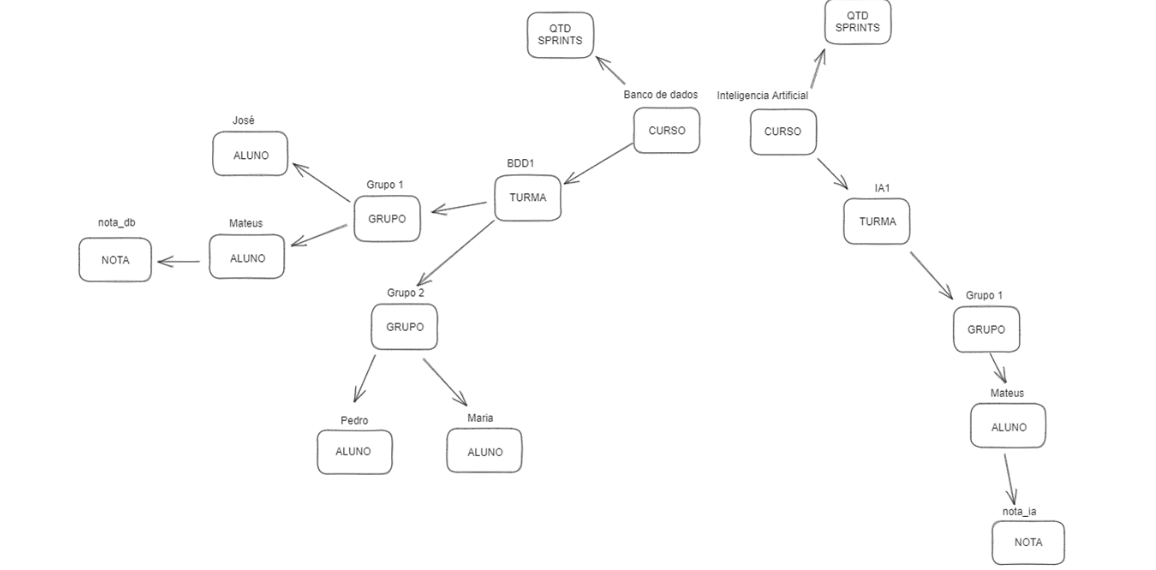 QTD
SPRINTS
QTD
SPRINTS
Banco de dados
Inteligencia Artificial
CURSO
CURSO
José
ALUNO
BDD1
TURMA
Grupo 1
GRUPO
IA1
TURMA
nota_db
NOTA
Mateus
ALUNO
Grupo 2
GRUPO
Grupo 1
GRUPO
Pedro
ALUNO
Maria
ALUNO
Mateus
ALUNO
nota_ia
NOTA